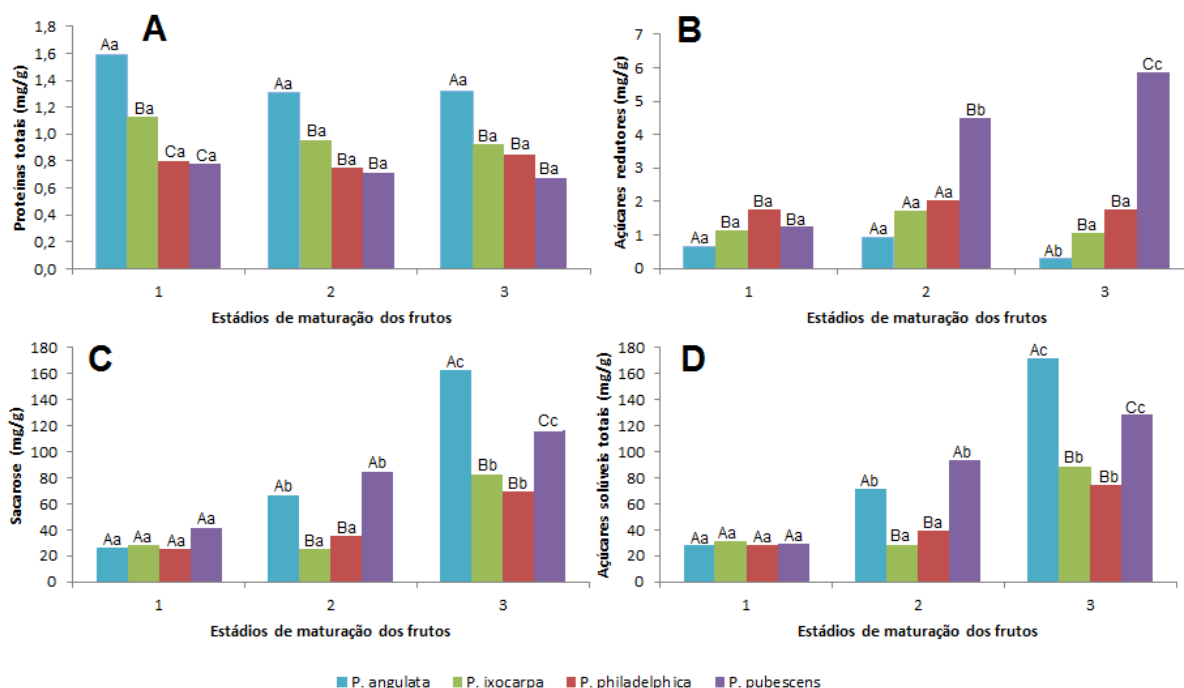 A
Proteínas totais (mg/g)
1,8
1,6
1,4
1,2
1,0
0,8
0,6
0,4
0,2
0,0
Aa Ba Ca Ca
Aa Ba Ba Ba
Aa Ba Ba Ba
1 2 3
Estádios de maturação dos frutos
B
Açúcares redutores (mg/g)
7
6
5
4
3
2
1
0
Aa Ba Ba Ba
Aa Aa Aa Bb
Ab Ba Ba Cc
1 2 3
Estádios de maturação dos frutos
C
Sacarose (mg/g)
180
160
140
120
100
80
60
40
20
0
Aa Aa Aa Aa
Ab Ba Ba Ab
Ac Bb Bb Cc
1 2 3
Estádios de maturação dos frutos
D
Açúcares solúveis totais (mg/g)
180
160
140
120
100
80
60
40
20
0
Aa Aa Aa Aa
Ab Ba Ba Ab
Ac Bb Bb Cc
1 2 3
Estádios de maturação dos frutos
P. angulata P. ixocarpa P. philadelphica P. pubescens